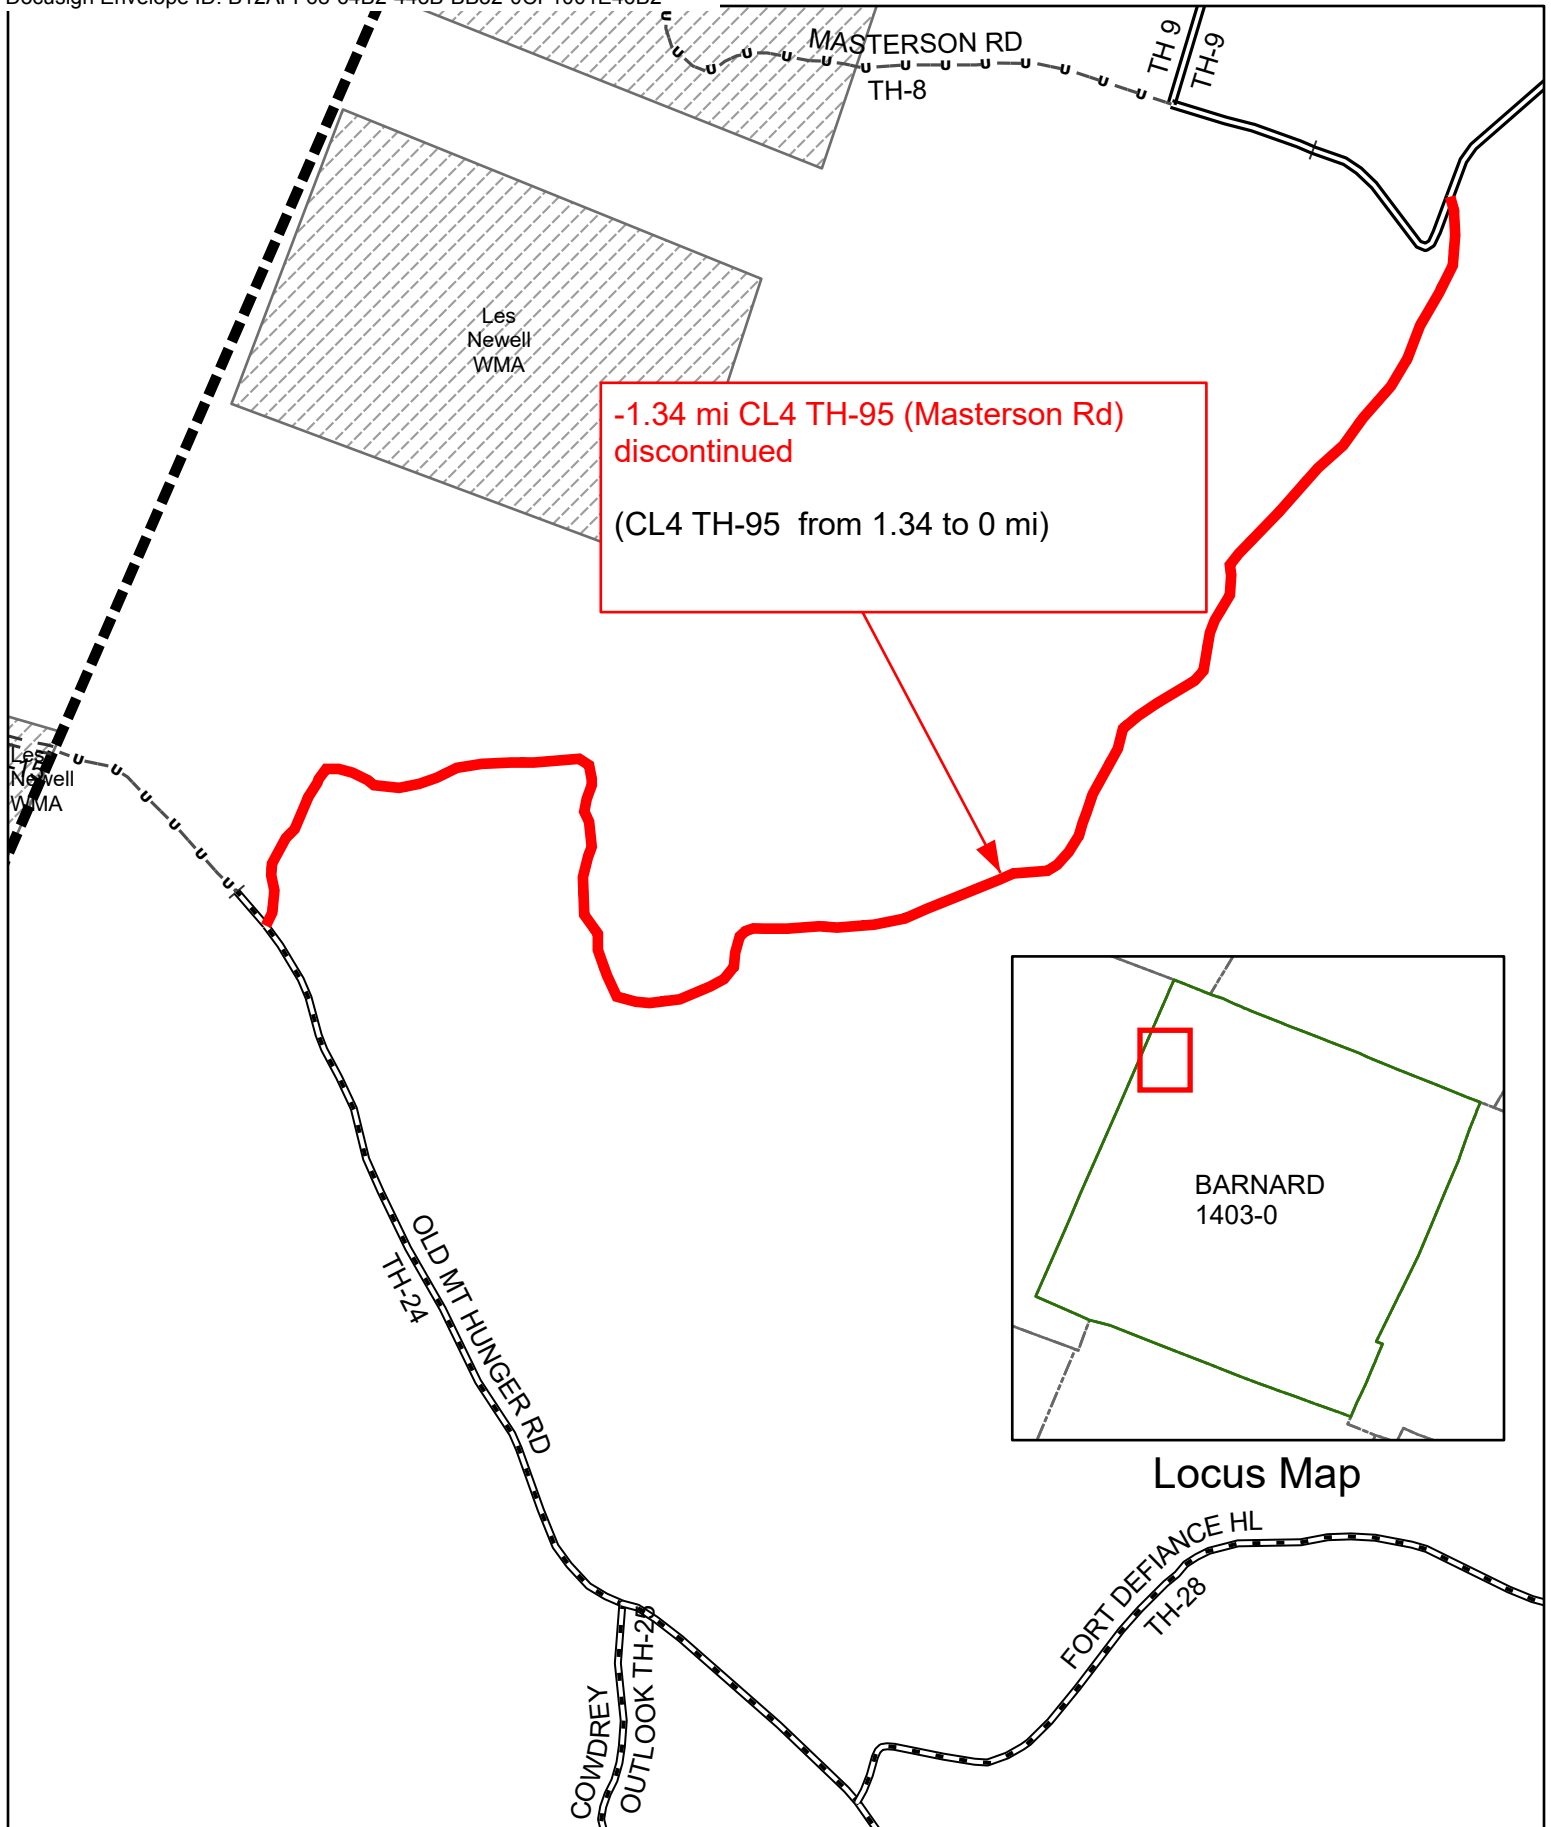 MASTERSON RD
TH-8
TH 9
TH-9
Les
Newell
WMA
-1.34 mi CL4 TH-95 (Masterson Rd)
discontinued
(CL4 TH-95 from 1.34 to 0 mi)
Les
Newell
WMA
BARNARD
1403-0
Locus Map
OLD MT HUNGER RD
TH-24
FORT DEFIANCE HL
TH-28
COWDREY
OUTLOOK TH-25